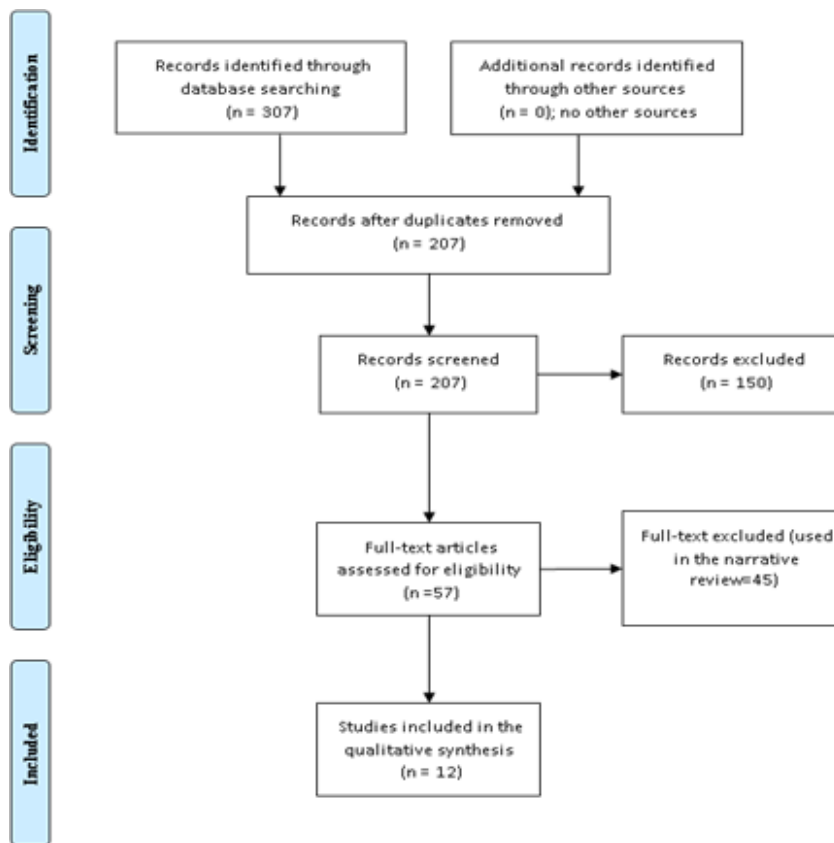 Identification
Records identified through
database searching
(n = 307)
Additional records identified
through other sources
(n = 0); no other sources
Records after duplicates removed
(n = 207)
Screening
Records screened
(n = 207)
Records excluded
(n = 150)
Eligibility
Full-text articles
assessed for eligibility
(n =57)
Full-text excluded (used
in the narrative
review=45)
Included
Studies included in the
qualitative synthesis
(n = 12)